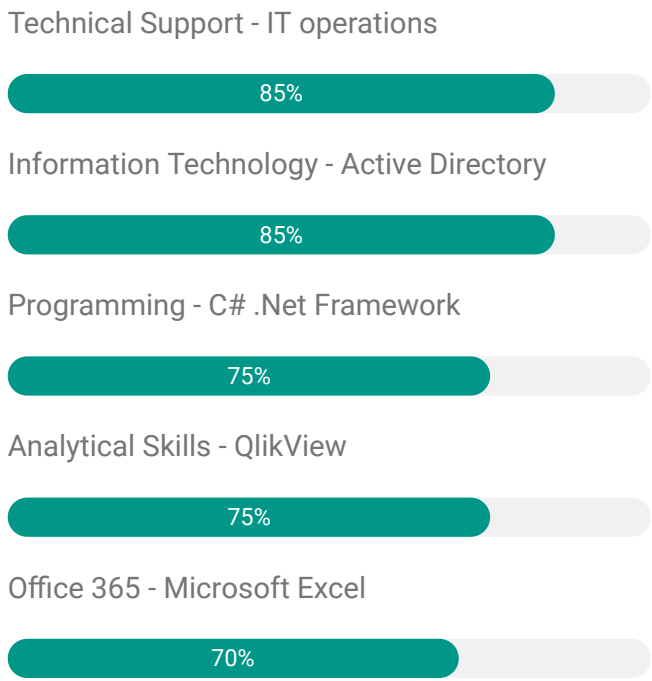 Technical Support - IT operations
85%
Information Technology - Active Directory
85%
Programming - C# .Net Framework
75%
Analytical Skills - QlikView
75%
Office 365 - Microsoft Excel
70%